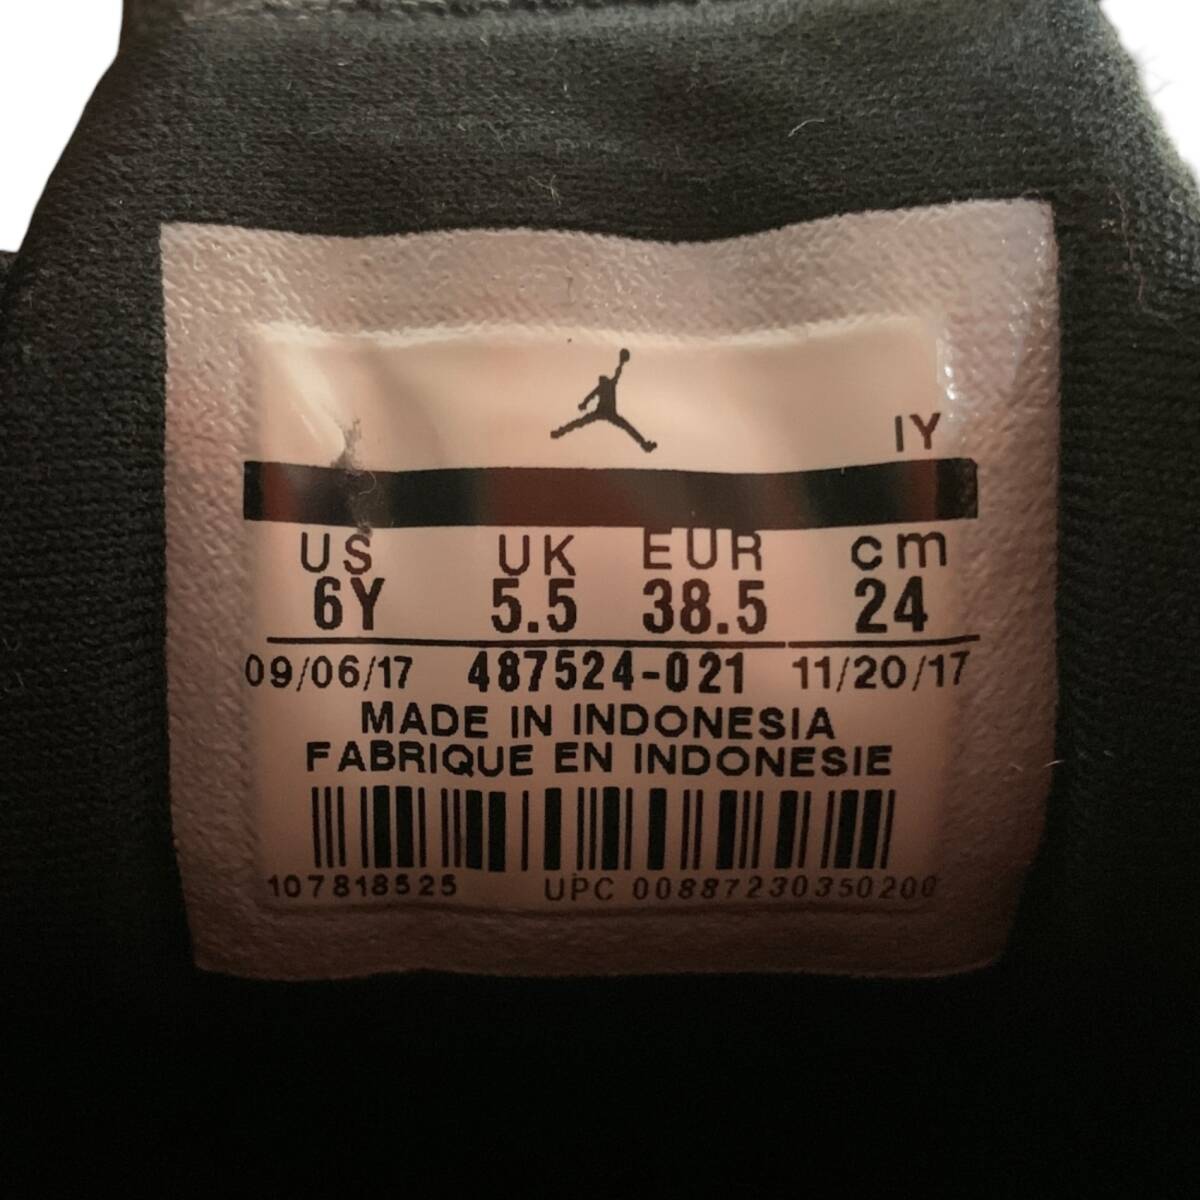 IY
US UK EUR cm
6Y 5.5 38.5 24
09/06/17 487524-021 11/20/17
MADE IN INDONESIA
FABRIQUE EN INDONESIE
107818525 UPC 00887230350200